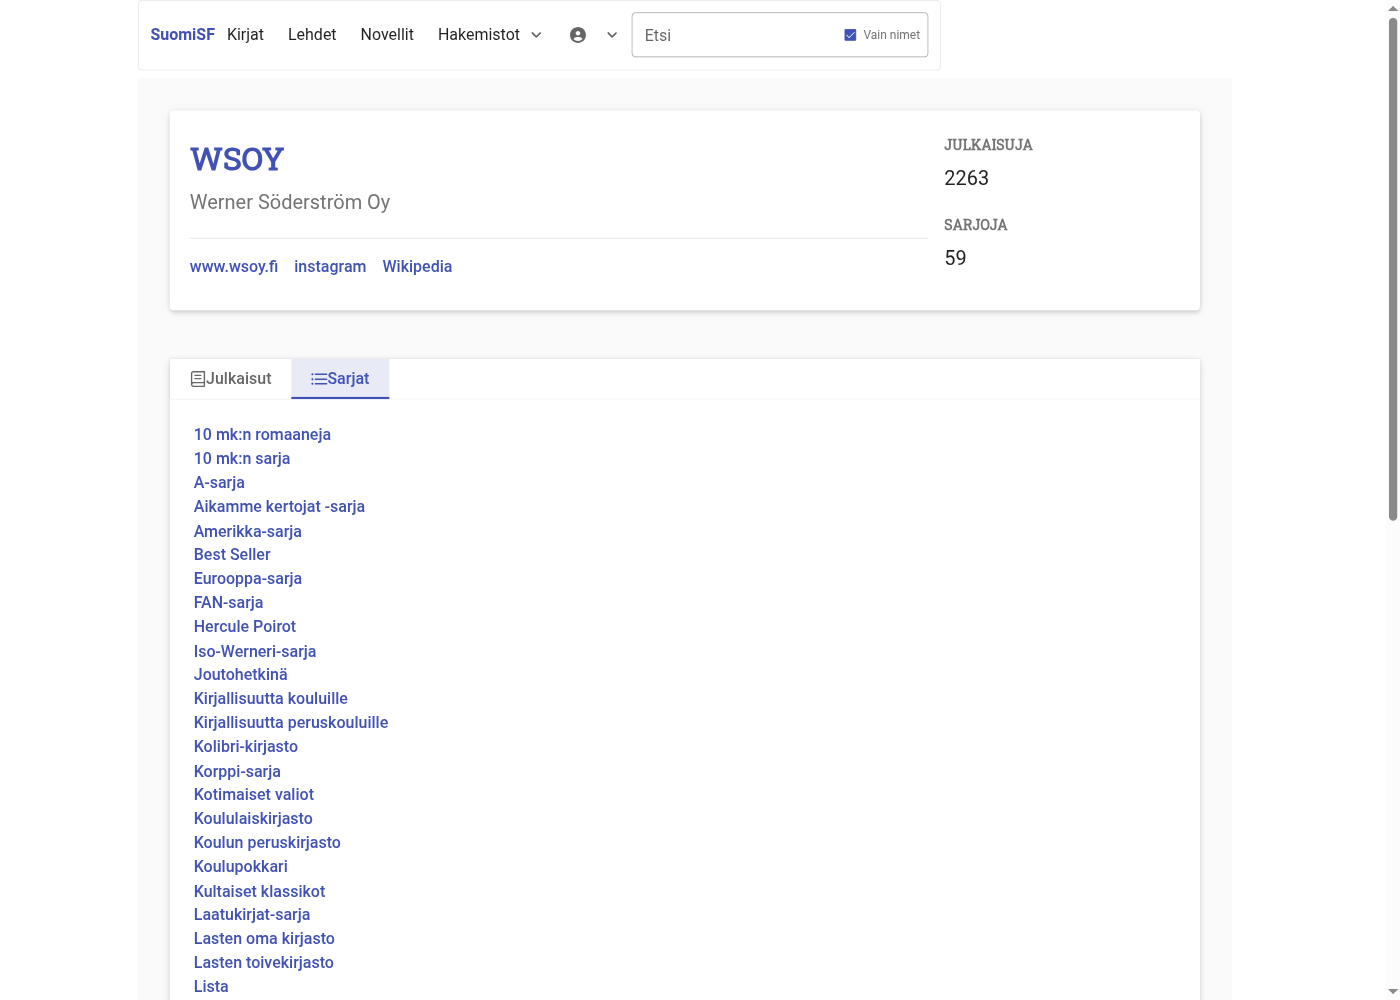 SuomiSF Kirjat Lehdet Novellit Hakemistot Etsi Vain nimet
WSOY
Werner Söderström Oy
www.wsoy.fi instagram Wikipedia
JULKAISUJA
2263
SARJOJA
59
Julkaisut Sarjat
10 mk:n romaaneja
10 mk:n sarja
A-sarja
Aikamme kertojat -sarja
Amerikka-sarja
Best Seller
Eurooppa-sarja
FAN-sarja
Hercule Poirot
Iso-Werneri-sarja
Joutohetkinä
Kirjallisuutta kouluille
Kirjallisuutta peruskouluille
Kolibri-kirjasto
Korppi-sarja
Kotimaiset valiot
Koululaiskirjasto
Koulun peruskirjasto
Koulupokkari
Kultaiset klassikot
Laatukirjat-sarja
Lasten oma kirjasto
Lasten toivekirjasto
Lista